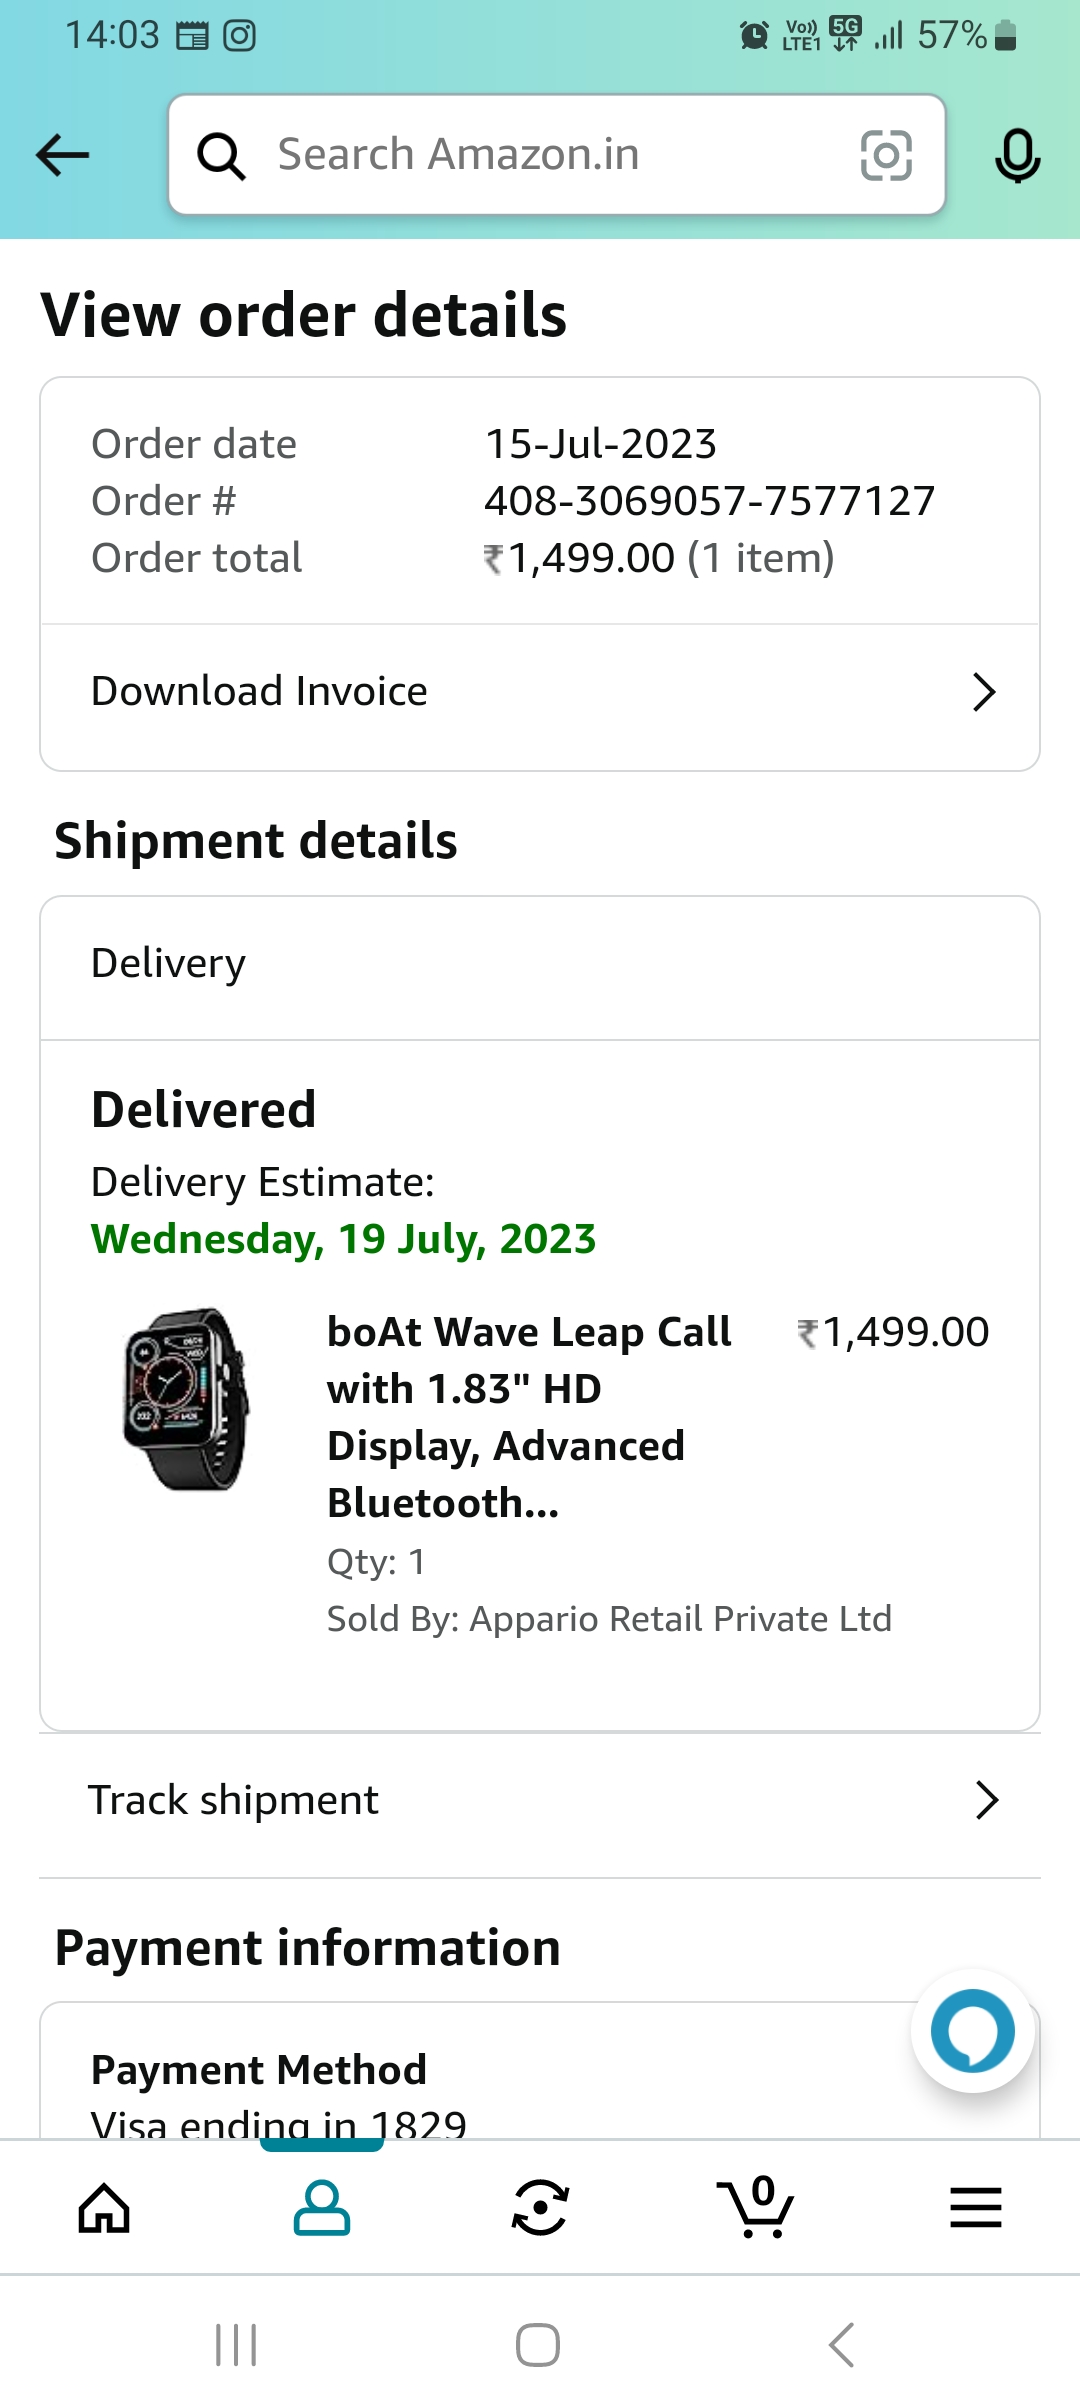 14:03 Vo)) LTE1 5G 57%
Search Amazon.in
View order details
Order date 15-Jul-2023
Order # 408-3069057-7577127
Order total ₹1,499.00 (1 item)
Download Invoice
Shipment details
Delivery
Delivered
Delivery Estimate:
Wednesday, 19 July, 2023
boAt Wave Leap Call ₹1,499.00
with 1.83" HD
Display, Advanced
Bluetooth...
Qty: 1
Sold By: Appario Retail Private Ltd
Track shipment
Payment information
Payment Method
Visa ending in 1829
0